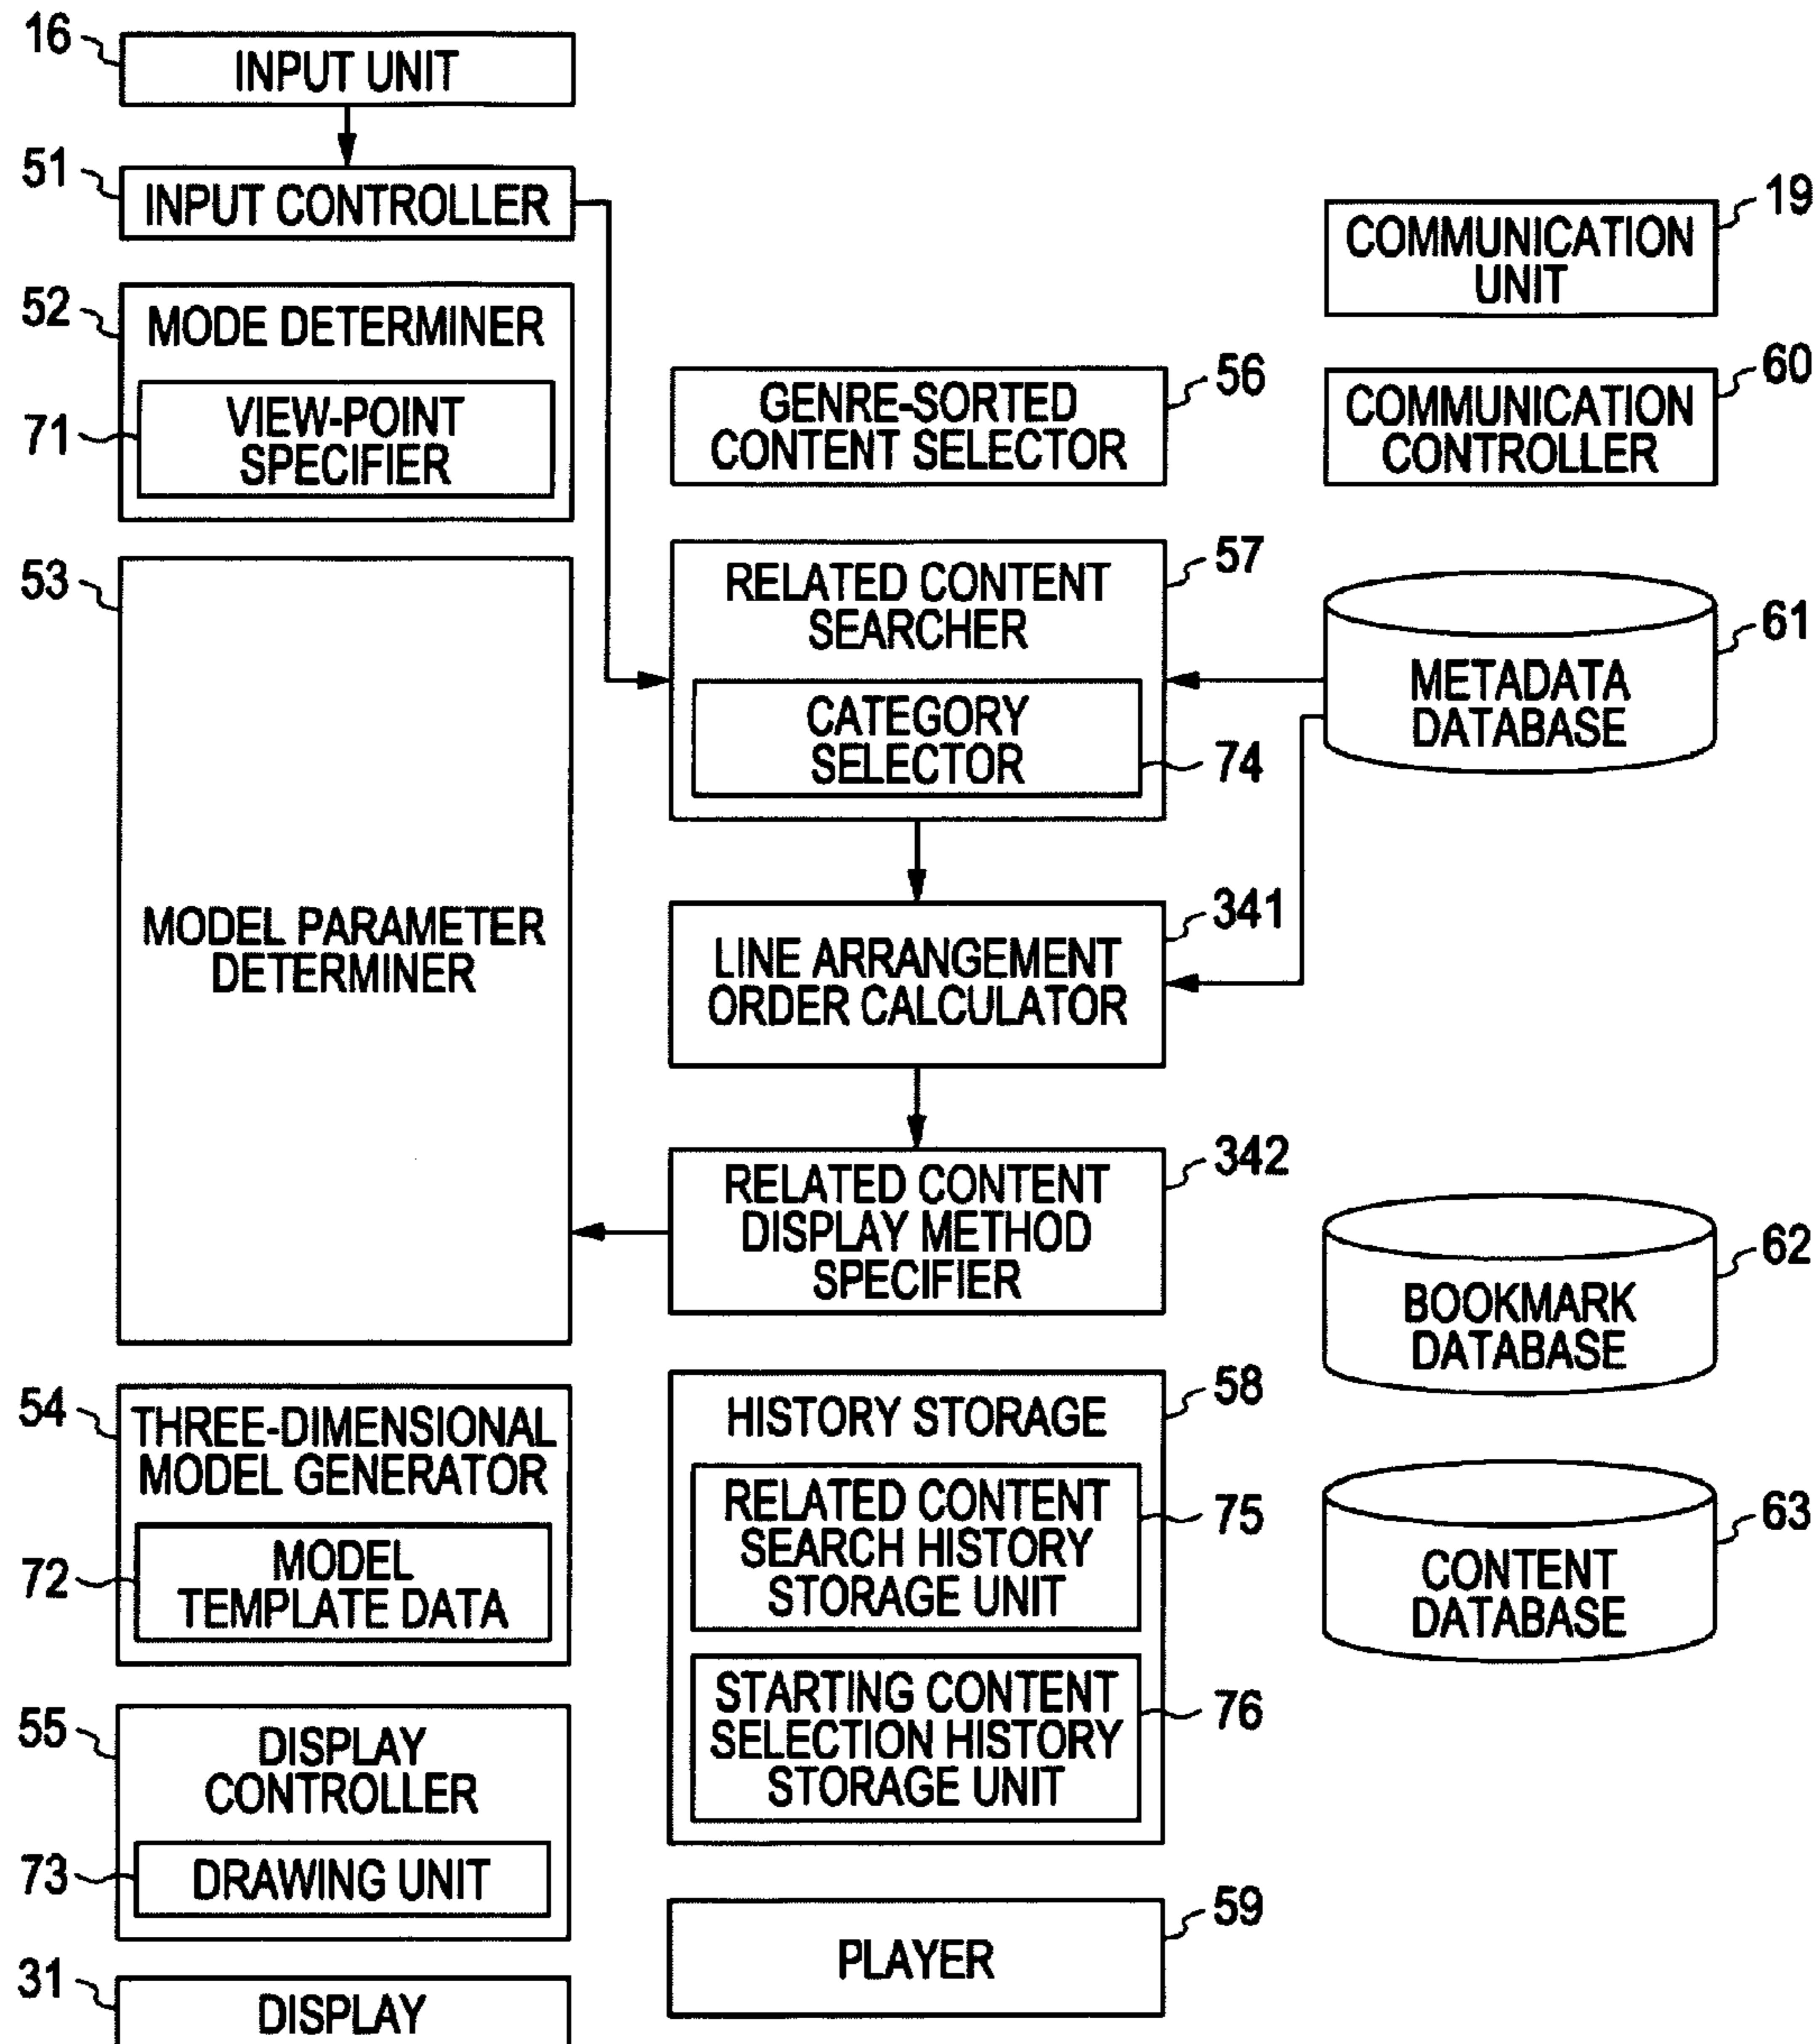 16
INPUT UNIT
51
INPUT CONTROLLER
52
MODE DETERMINER
71
VIEW-POINT
SPECIFIER
53
MODEL PARAMETER
DETERMINER
54
THREE-DIMENSIONAL
MODEL GENERATOR
72
MODEL
TEMPLATE DATA
55
DISPLAY
CONTROLLER
73
DRAWING UNIT
31
DISPLAY
56
GENRE-SORTED
CONTENT SELECTOR
57
RELATED CONTENT
SEARCHER
CATEGORY
SELECTOR
74
341
LINE ARRANGEMENT
ORDER CALCULATOR
342
RELATED CONTENT
DISPLAY METHOD
SPECIFIER
58
HISTORY STORAGE
RELATED CONTENT
SEARCH HISTORY
STORAGE UNIT
75
STARTING CONTENT
SELECTION HISTORY
STORAGE UNIT
76
59
PLAYER
19
COMMUNICATION
UNIT
60
COMMUNICATION
CONTROLLER
61
METADATA
DATABASE
62
BOOKMARK
DATABASE
63
CONTENT
DATABASE